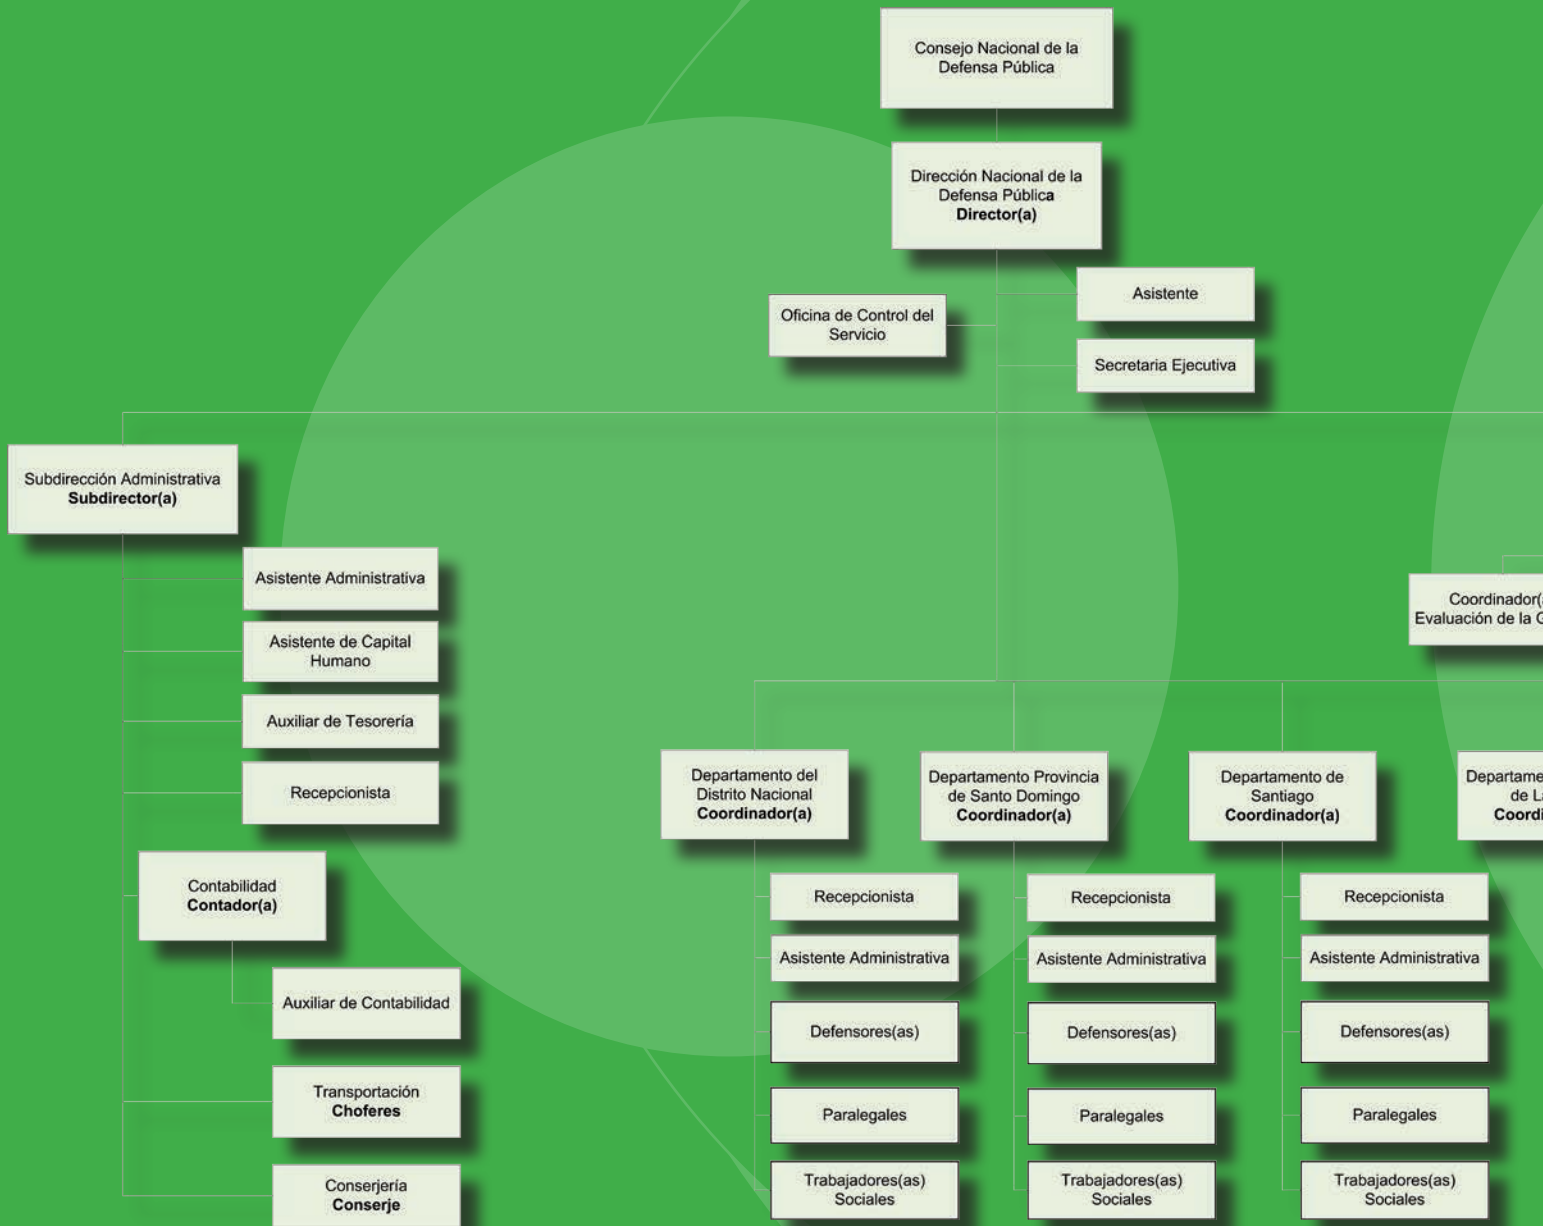 Consejo Nacional de la
Defensa Pública
Dirección Nacional de la
Defensa Pública
Director(a)
Asistente
Oficina de Control del
Servicio
Secretaria Ejecutiva
Subdirección Administrativa
Subdirector(a)
Asistente Administrativa
Asistente de Capital
Humano
Auxiliar de Tesorería
Recepcionista
Contabilidad
Contador(a)
Auxiliar de Contabilidad
Transportación
Choferes
Conserjería
Conserje
Evaluación de la
Departamento del
Distrito Nacional
Coordinador(a)
Recepcionista
Asistente Administrativa
Defensores(as)
Paralegales
Trabajadores(as)
Sociales
Departamento Provincia
de Santo Domingo
Coordinador(a)
Recepcionista
Asistente Administrativa
Defensores(as)
Paralegales
Trabajadores(as)
Sociales
Departamento de
Santiago
Coordinador(a)
Recepcionista
Asistente Administrativa
Defensores(as)
Paralegales
Trabajadores(as)
Sociales
de